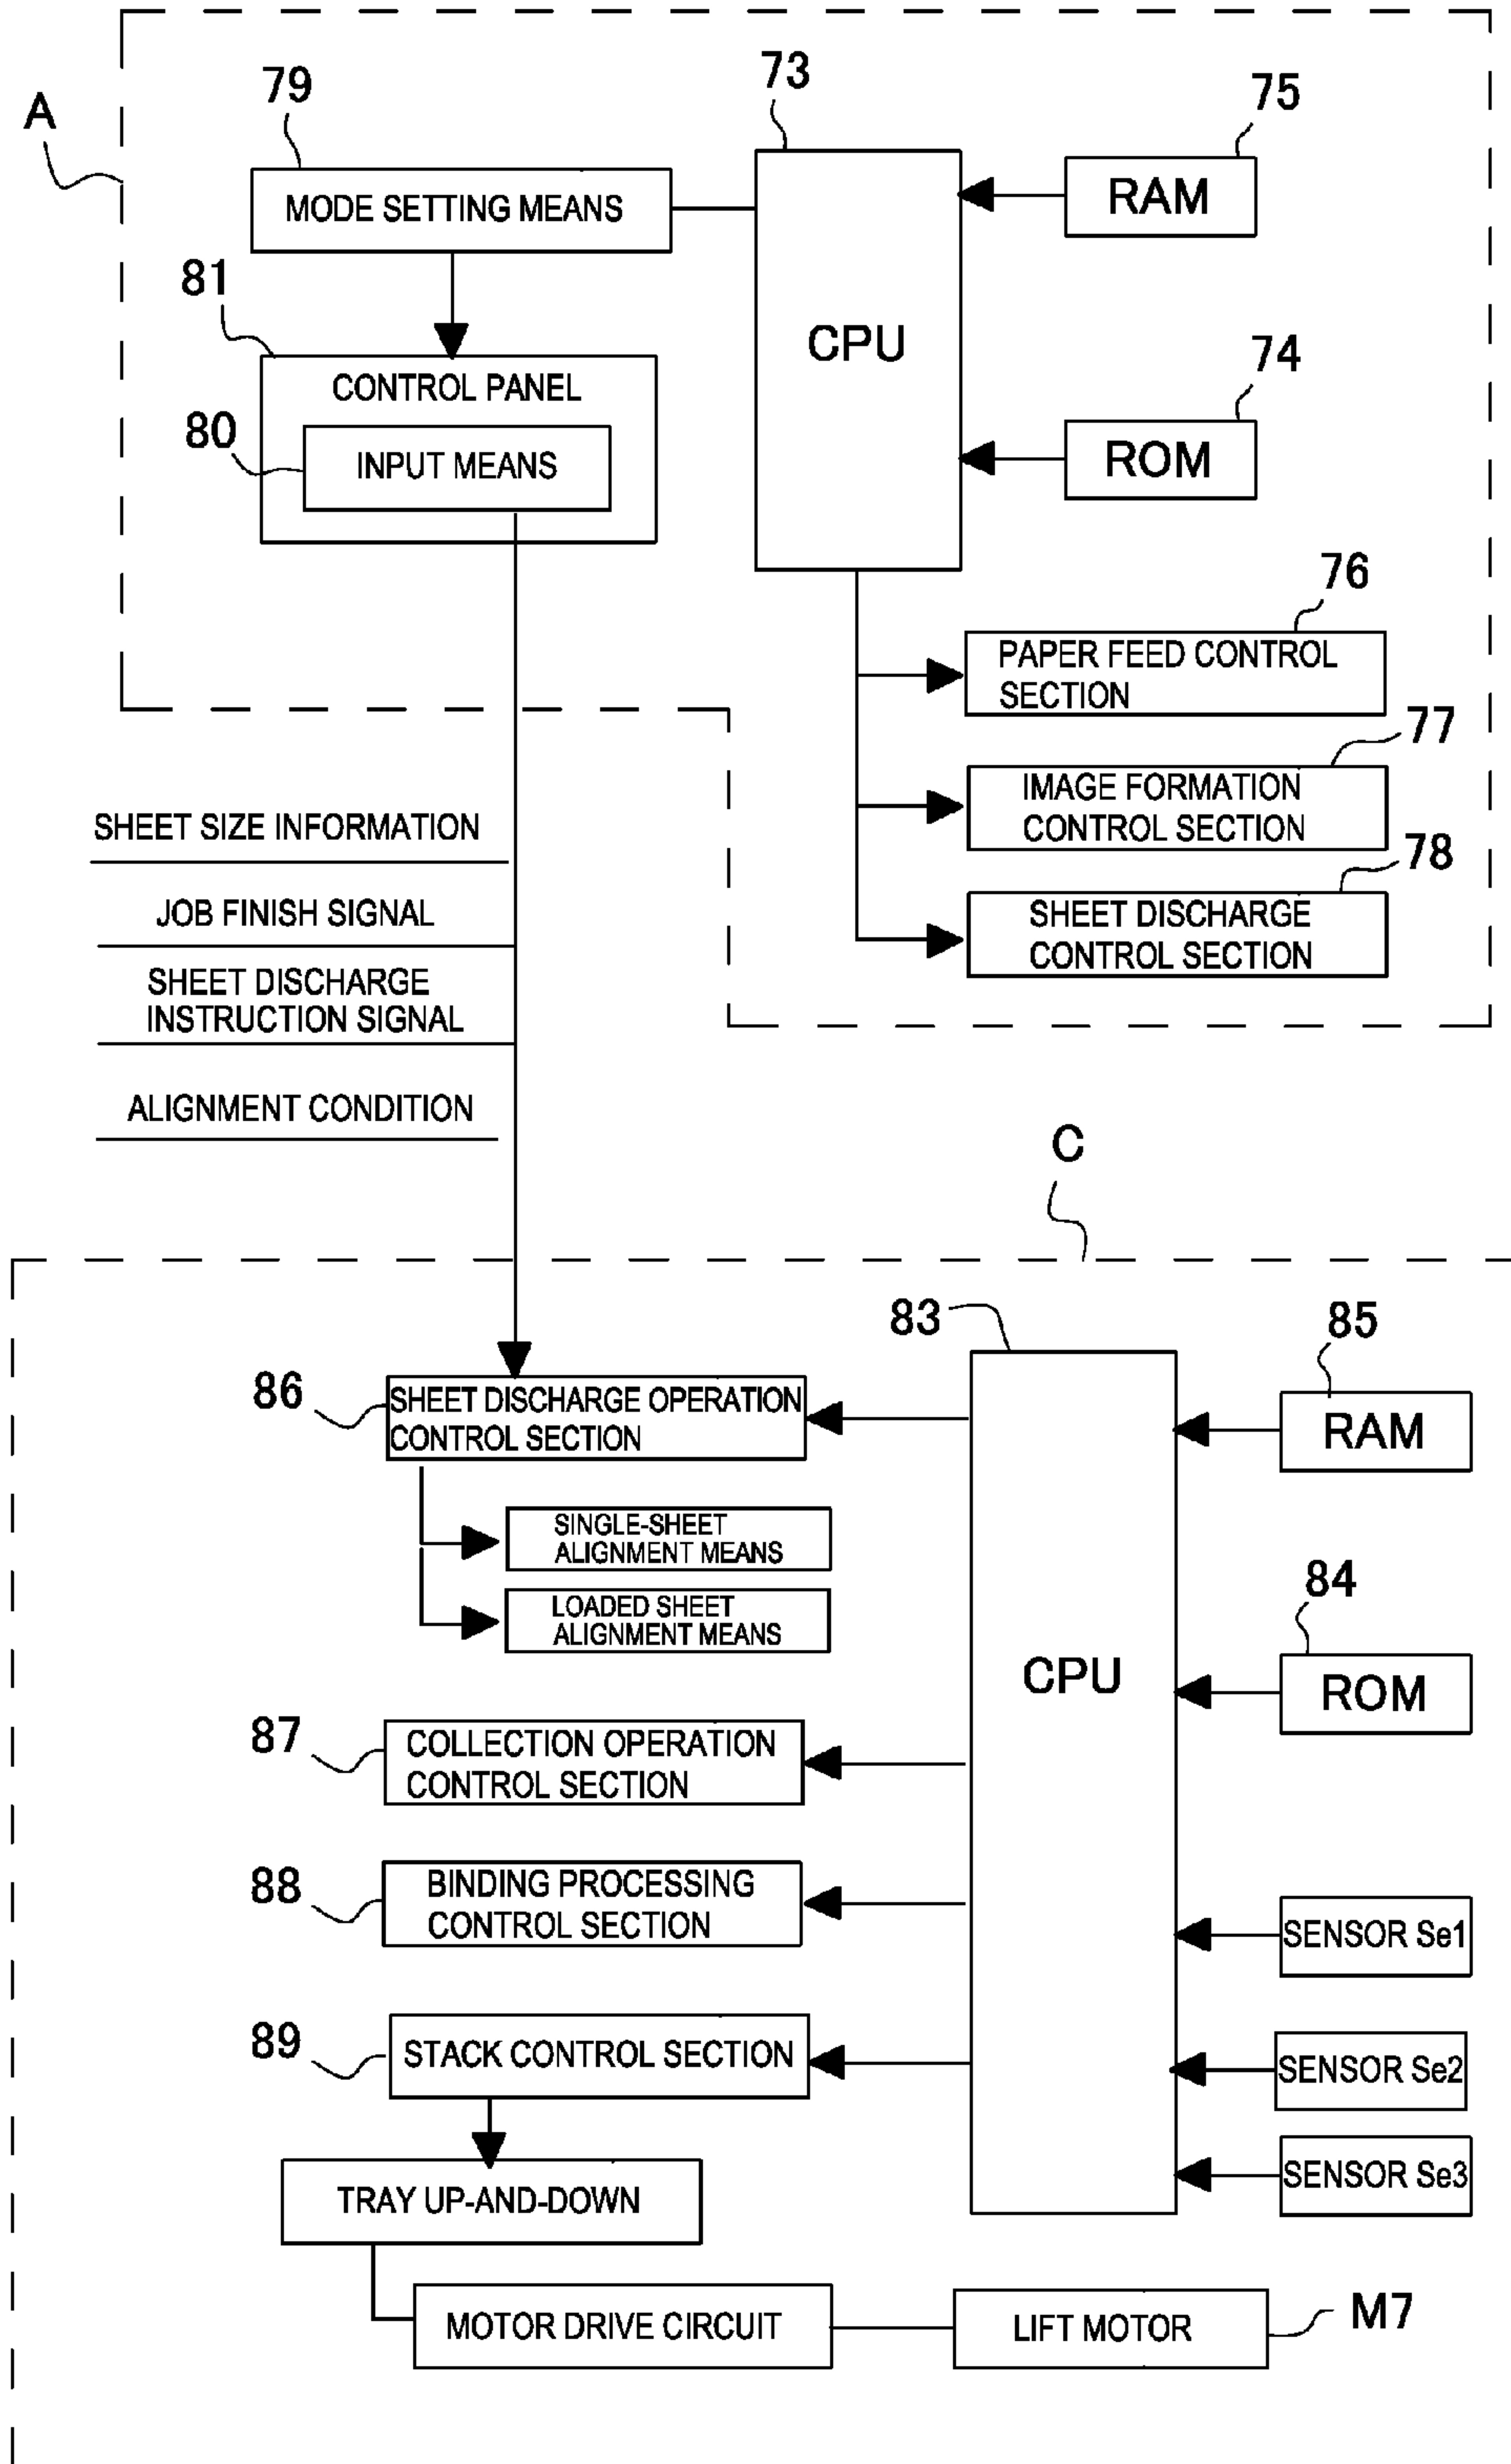 A
79
73
75
MODE SETTING MEANS
RAM
81
CPU
74
CONTROL PANEL
80
INPUT MEANS
ROM
76
PAPER FEED CONTROL
SECTION
77
IMAGE FORMATION
CONTROL SECTION
78
SHEET DISCHARGE
CONTROL SECTION
SHEET SIZE INFORMATION
JOB FINISH SIGNAL
SHEET DISCHARGE
INSTRUCTION SIGNAL
ALIGNMENT CONDITION
C
83
85
86
SHEET DISCHARGE OPERATION
CONTROL SECTION
RAM
SINGLE-SHEET
ALIGNMENT MEANS
LOADED SHEET
ALIGNMENT MEANS
84
CPU
ROM
87
COLLECTION OPERATION
CONTROL SECTION
88
BINDING PROCESSING
CONTROL SECTION
SENSOR Se1
89
STACK CONTROL SECTION
SENSOR Se2
SENSOR Se3
TRAY UP-AND-DOWN
MOTOR DRIVE CIRCUIT
LIFT MOTOR
M7